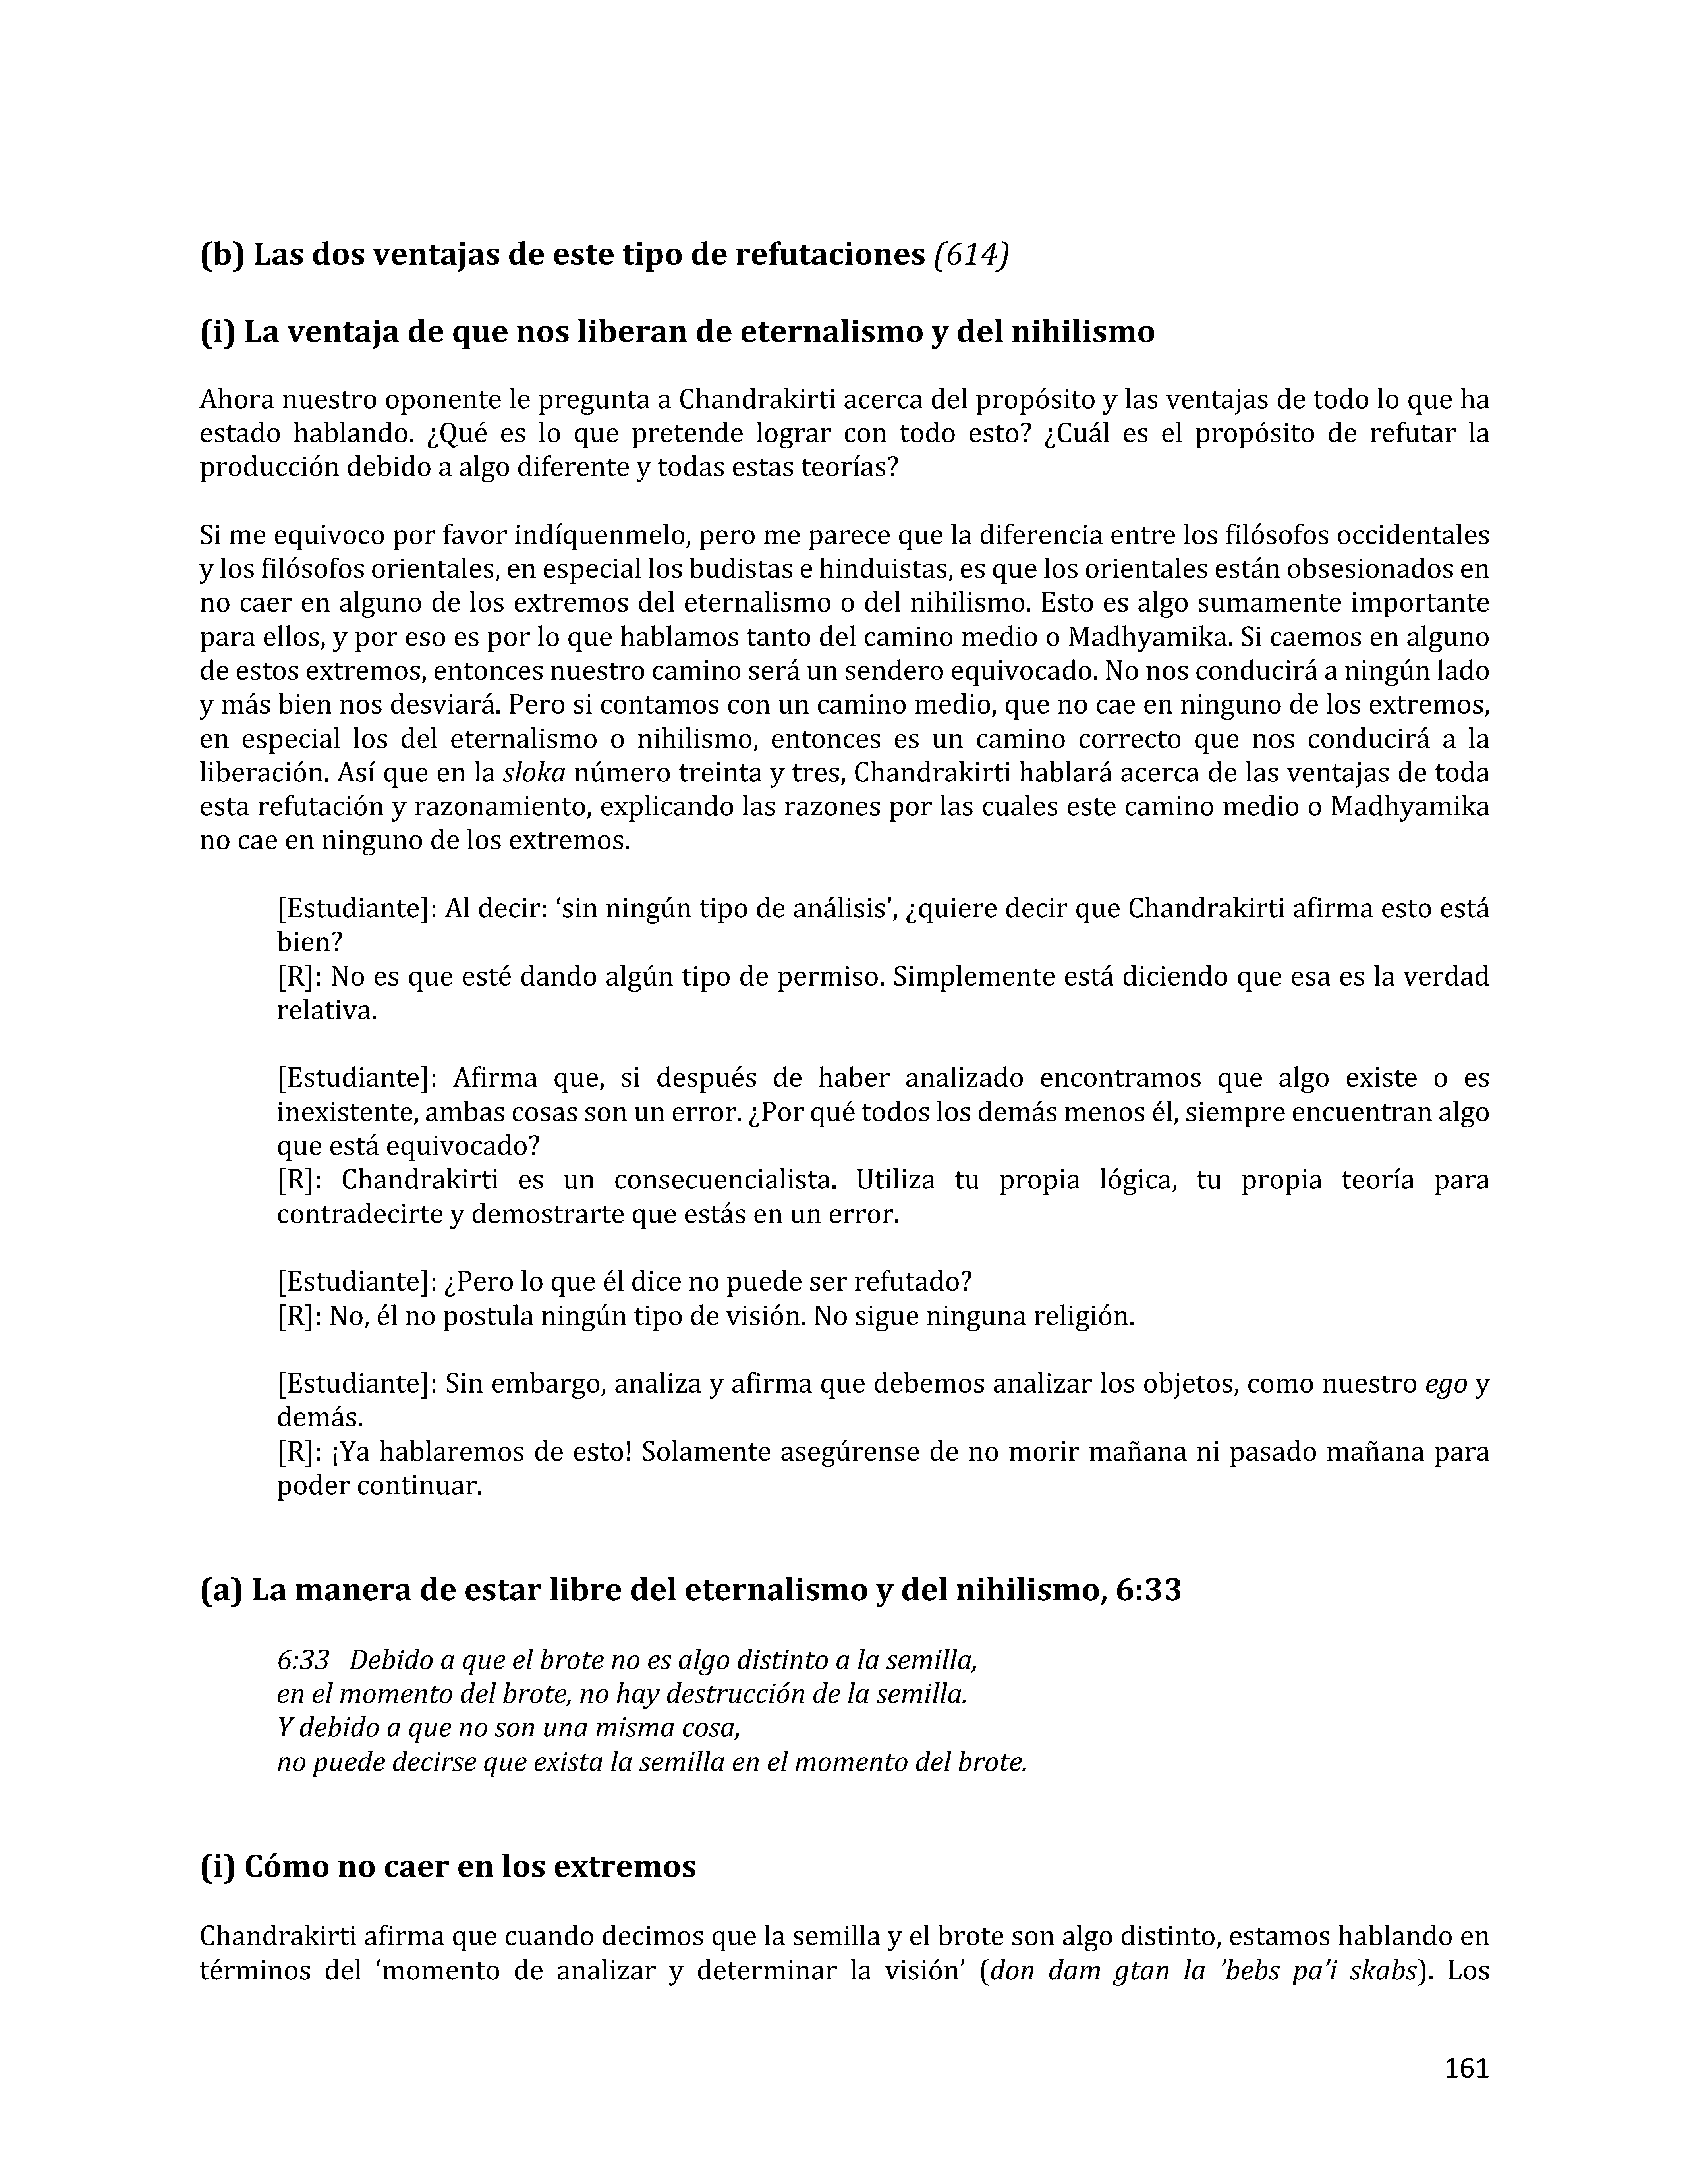 (b) Las dos ventajas de este tipo de refutaciones (614)
(i) La ventaja de que nos liberan de eternalismo y del nihilismo
Ahora nuestro oponente le pregunta a Chandrakirti acerca del propósito y las ventajas de todo lo que ha
estado hablando. ¿Qué es lo que pretende lograr con todo esto? ¿Cuál es el propósito de refutar la
producción debido a algo diferente y todas estas teorías?
Si me equivoco por favor indíquenmelo, pero me parece que la diferencia entre los filósofos occidentales
y los filósofos orientales, en especial los budistas e hinduistas, es que los orientales están obsesionados en
no caer en alguno de los extremos del eternalismo o del nihilismo. Esto es algo sumamente importante
para ellos, y por eso es por lo que hablamos tanto del camino medio o Madhyamika. Si caemos en alguno
de estos extremos, entonces nuestro camino será un sendero equivocado. No nos conducirá a ningún lado
y más bien nos desviará. Pero si contamos con un camino medio, que no cae en ninguno de los extremos,
en especial los del eternalismo o nihilismo, entonces es un camino correcto que nos conducirá a la
liberación. Así que en la sloka número treinta y tres, Chandrakirti hablará acerca de las ventajas de toda
esta refutación y razonamiento, explicando las razones por las cuales este camino medio o Madhyamika
no cae en ninguno de los extremos.
[Estudiante]: Al decir: ‘sin ningún tipo de análisis’, ¿quiere decir que Chandrakirti afirma esto está
bien?
[R]: No es que esté dando algún tipo de permiso. Simplemente está diciendo que esa es la verdad
relativa.
[Estudiante]: Afirma que, si después de haber analizado encontramos que algo existe o es
inexistente, ambas cosas son un error. ¿Por qué todos los demás menos él, siempre encuentran algo
que está equivocado?
[R]: Chandrakirti es un consecuencialista. Utiliza tu propia lógica, tu propia teoría para
contradecirte y demostrarte que estás en un error.
[Estudiante]: ¿Pero lo que él dice no puede ser refutado?
[R]: No, él no postula ningún tipo de visión. No sigue ninguna religión.
[Estudiante]: Sin embargo, analiza y afirma que debemos analizar los objetos, como nuestro ego y
demás.
[R]: ¡Ya hablaremos de esto! Solamente asegúrense de no morir mañana ni pasado mañana para
poder continuar.
(a) La manera de estar libre del eternalismo y del nihilismo, 6:33
6:33 Debido a que el brote no es algo distinto a la semilla,
en el momento del brote, no hay destrucción de la semilla.
Y debido a que no son una misma cosa,
no puede decirse que exista la semilla en el momento del brote.
(i) Cómo no caer en los extremos
Chandrakirti afirma que cuando decimos que la semilla y el brote son algo distinto, estamos hablando en
términos del ‘momento de analizar y determinar la visión’ (don dam gtan la ’bebs pa’i skabs). Los
161